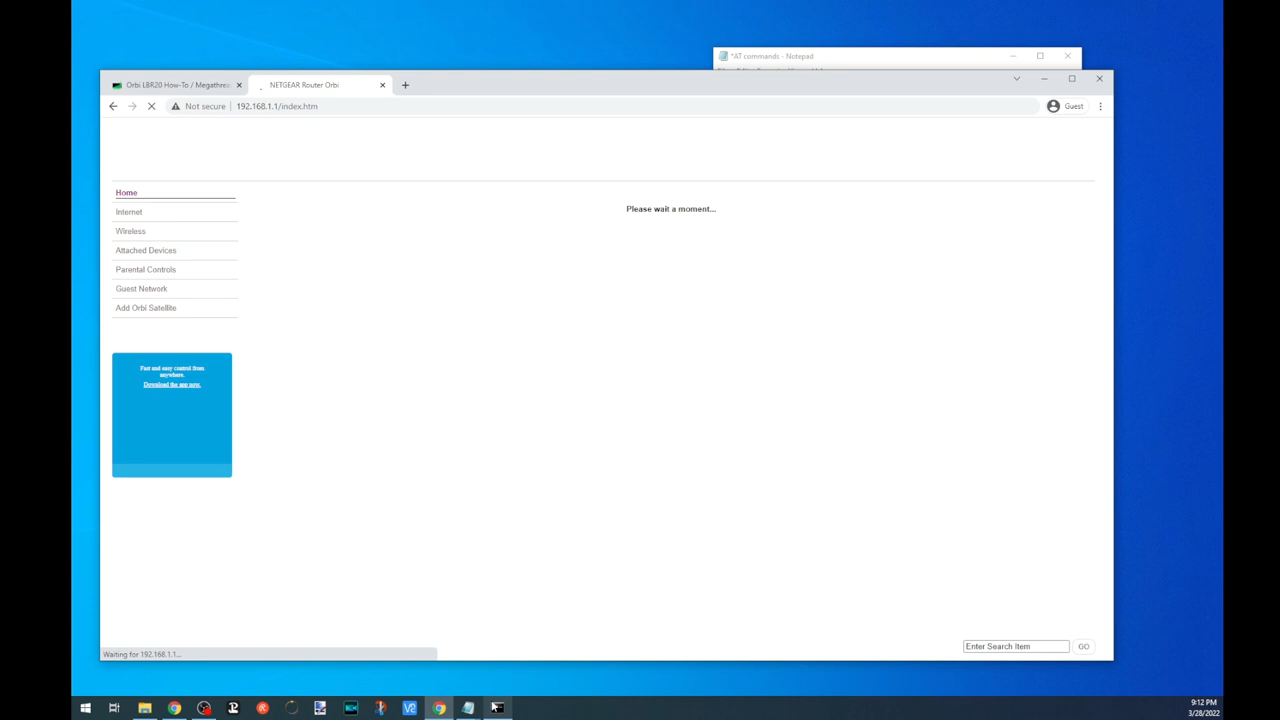 *AT commands - Notepad
Orbi LBR20 How-To / Megathre
NETGEAR Router Orbi
Not secure
192.168.1.1/index.htm
Guest
Home
Please wait a moment...
Internet
Wireless
Attached Devices
Parental Controls
Guest Network
Add Orbi Satellite
Fast and easy control from
anywhere.
Download the app now.
Enter Search Item
GO
Waiting for 192.168.1.1...
9:12 PM
3/28/2022